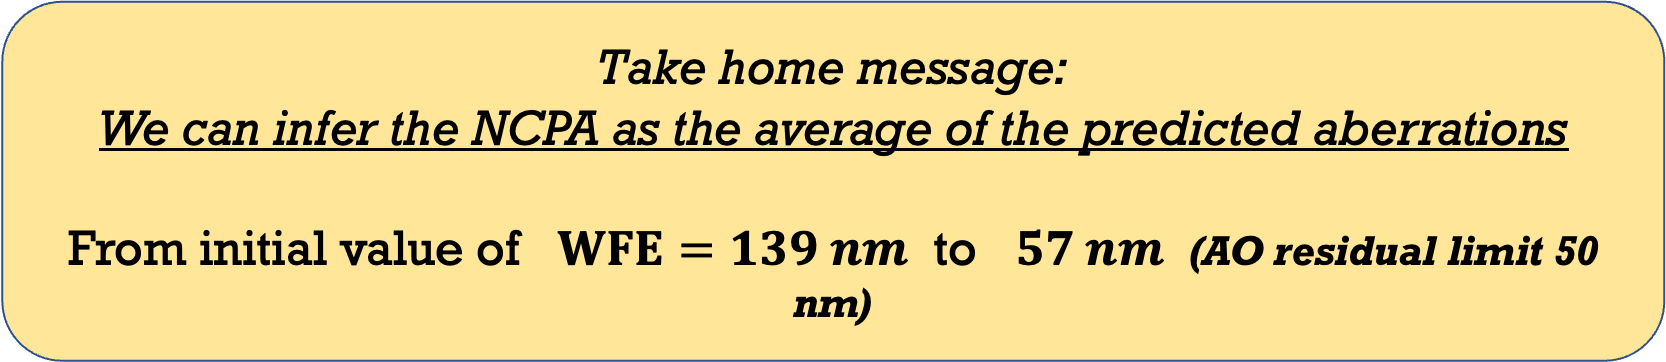 Take home message:
We can infer the NCPA as the average of the predicted aberrations
From initial value of WFE = 139 nm to 57 nm (AO residual limit 50
nm)